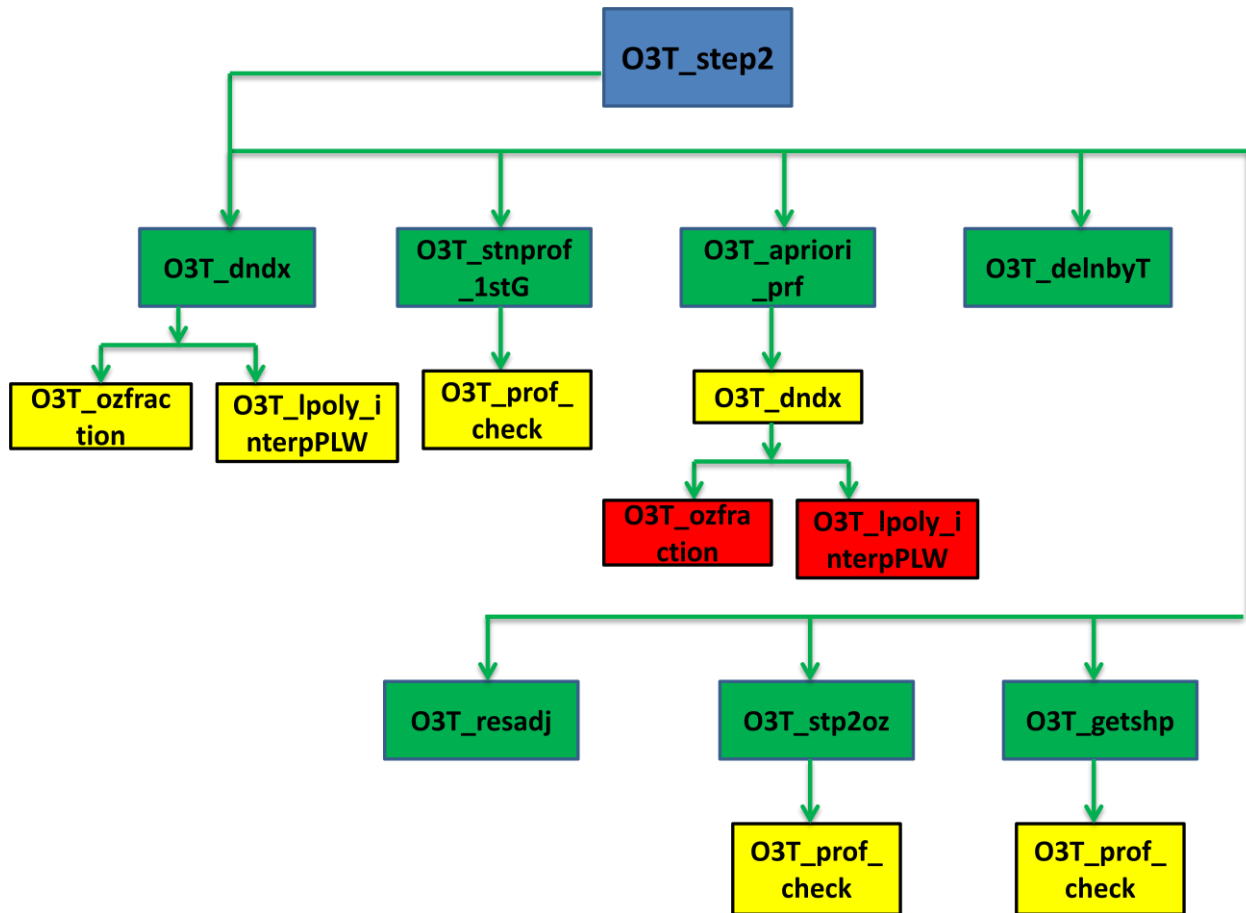 O3T_step2
O3T_dndx
O3T_stnprof
_1stG
O3T_apriori
_prf
O3T_delnbyT
O3T_ozfrac
tion
O3T_lpoly_i
nterpPLW
O3T_prof_
check
O3T_dndx
O3T_ozfra
ction
O3T_lpoly_i
nterpPLW
O3T_resadj
O3T_stp2oz
O3T_getshp
O3T_prof_
check
O3T_prof_
check